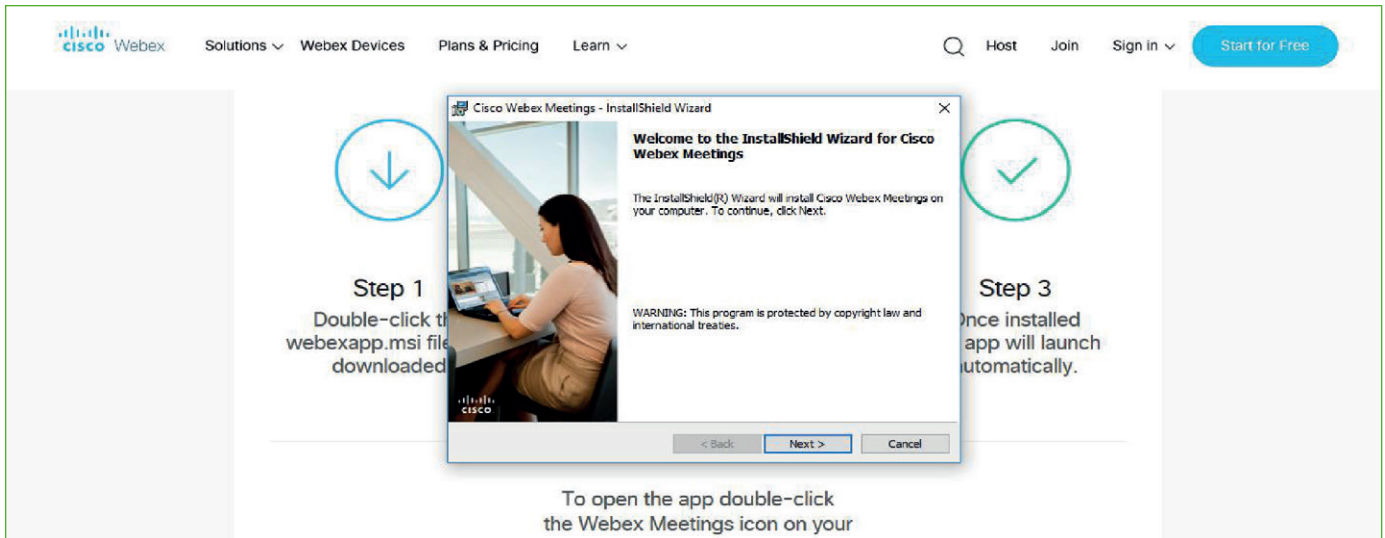 cisco Webex Solutions Webex Devices Plans & Pricing Learn Host Join Sign in Start for Free
Cisco Webex Meetings - InstallShield Wizard
Welcome to the InstallShield Wizard for Cisco
Webex Meetings
The InstallShield(R) Wizard will install Cisco Webex Meetings on
your computer. To continue, click Next.
WARNING: This program is protected by copyright law and
international treaties.
cisco
< Back Next > Cancel
Step 1
Double-click
webexapp.msi
downloaded
Step 3
installed
app will launch
To open the app double-click
the Webex Meetings icon on your